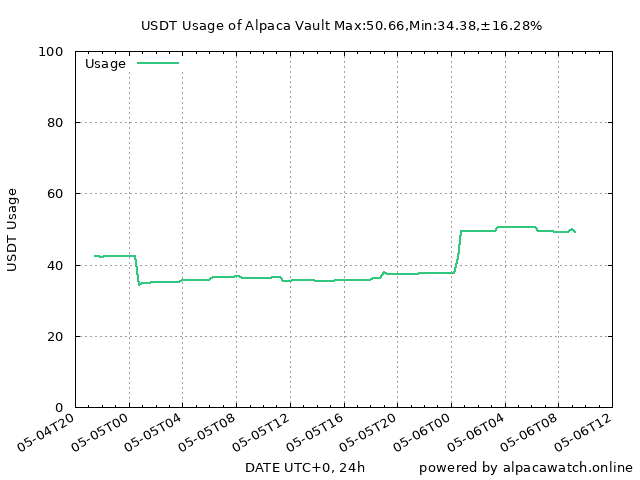 USDT Usage of Alpaca Vault Max:50.66,Min:34.38,±16.28%
Usage
USDT Usage
100
80
60
40
20
0
05-04T20
05-05T00
05-05T04
05-05T08
05-05T12
05-05T16
05-05T20
05-06T00
05-06T04
05-06T08
05-06T12
DATE UTC+0, 24h
powered by alpacawatch.online